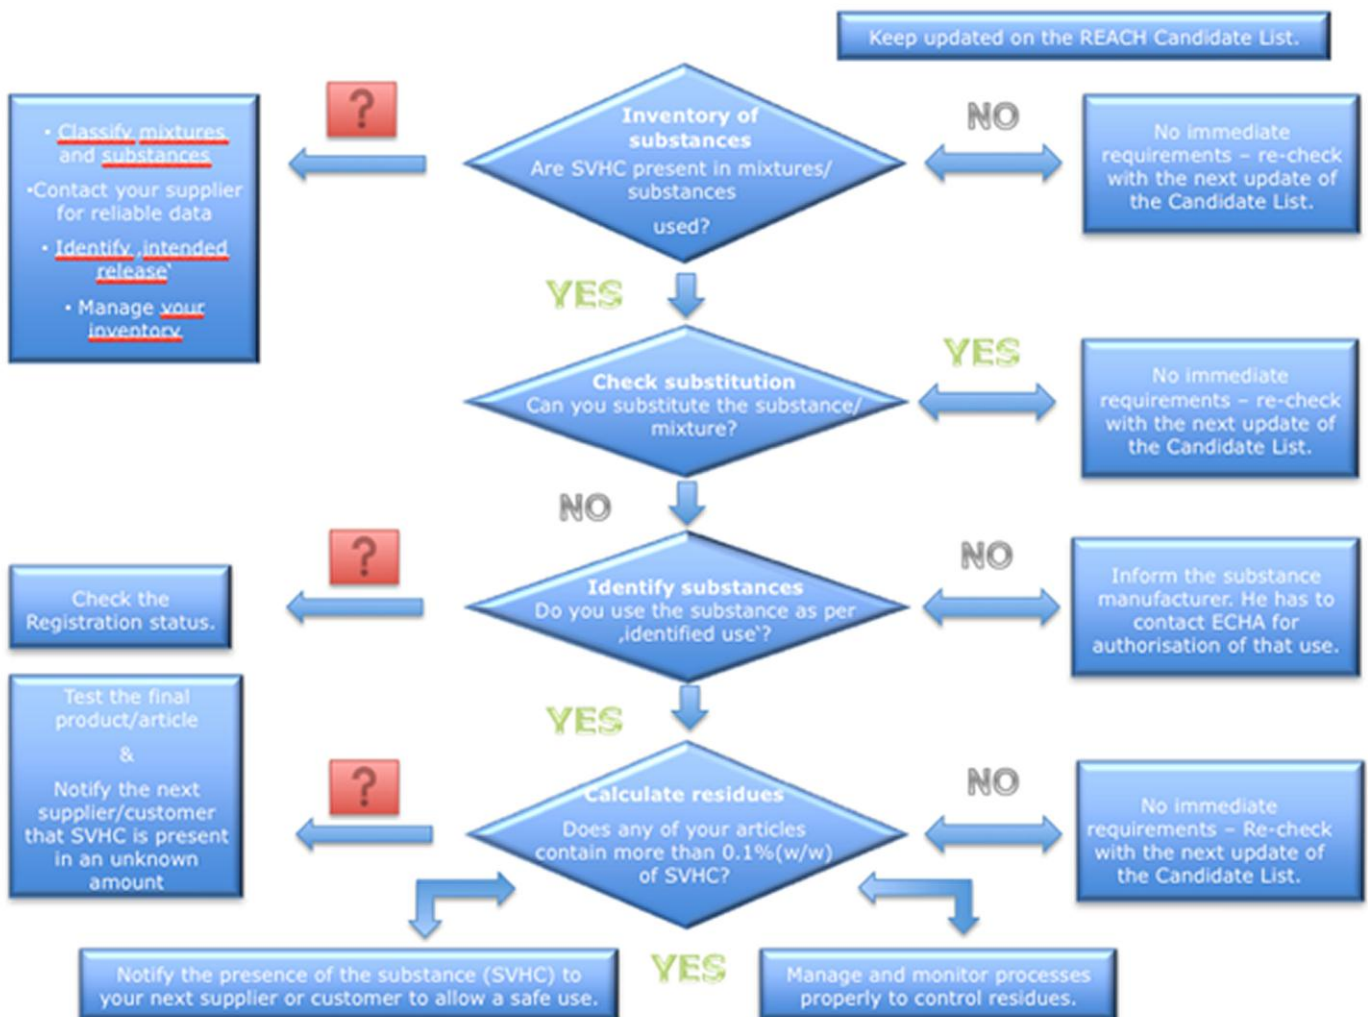 Keep updated on the REACH Candidate List.
?
NO
• Classify mixtures
and substances
•Contact your supplier
for reliable data
• Identify ‚intended
release‘
• Manage your
inventory
Inventory of
substances
Are SVHC present in mixtures/
substances
used?
No immediate
requirements – re-check
with the next update of
the Candidate List.
YES
YES
Check substitution
Can you substitute the substance/
mixture?
No immediate
requirements – re-check
with the next update of
the Candidate List.
NO
?
NO
Check the
Registration status.
Identify substances
Do you use the substance as per
‚identified use‘?
Inform the substance
manufacturer. He has to
contact ECHA for
authorisation of that use.
YES
Test the final
product/article
&
Notify the next
supplier/customer
that SVHC is present
in an unknown
amount
?
NO
Calculate residues
Does any of your articles
contain more than 0.1%(w/w)
of SVHC?
No immediate
requirements – Re-check
with the next update of
the Candidate List.
Notify the presence of the substance (SVHC) to
your next supplier or customer to allow a safe use.
YES
Manage and monitor processes
properly to control residues.